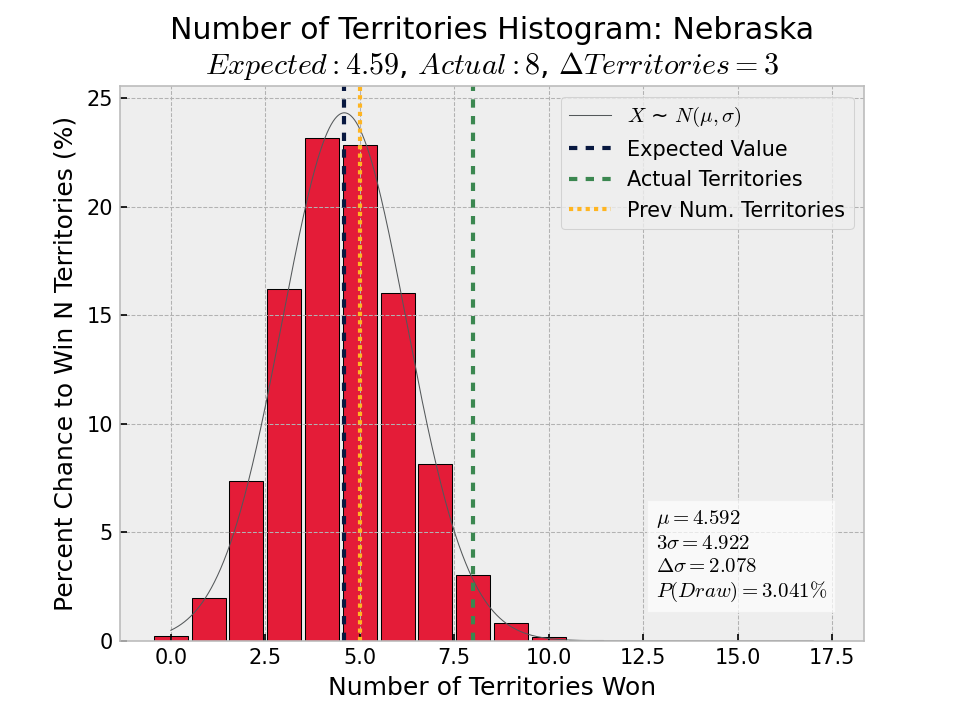 Number of Territories Histogram: Nebraska
Expected : 4.59, Actual : 8, ΔTerritories = 3
Percent Chance to Win N Territories (%)
25
20
15
10
5
0
X ~ N(μ, σ)
Expected Value
Actual Territories
Prev Num. Territories
μ = 4.592
3σ = 4.922
Δσ = 2.078
P(Draw) = 3.041%
0.0 2.5 5.0 7.5 10.0 12.5 15.0 17.5
Number of Territories Won